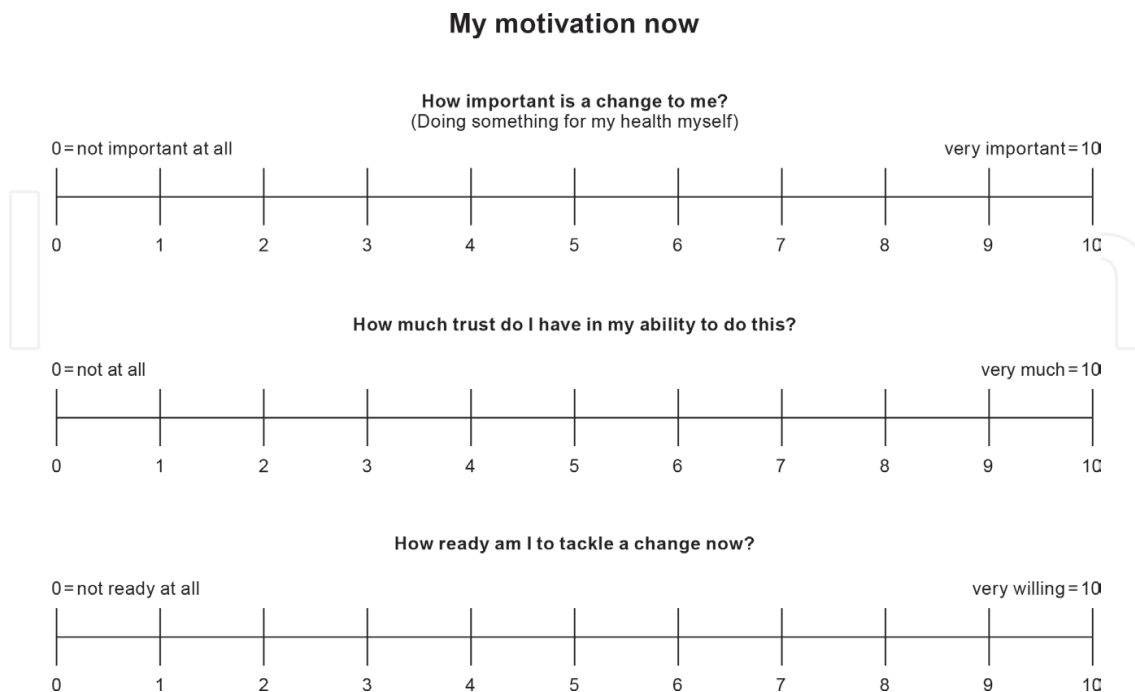 My motivation now
How important is a change to me?
(Doing something for my health myself)
0=not important at all very important=10
0 1 2 3 4 5 6 7 8 9 10
How much trust do I have in my ability to do this?
0=not at all very much=10
0 1 2 3 4 5 6 7 8 9 10
How ready am I to tackle a change now?
0=not ready at all very willing=10
0 1 2 3 4 5 6 7 8 9 10